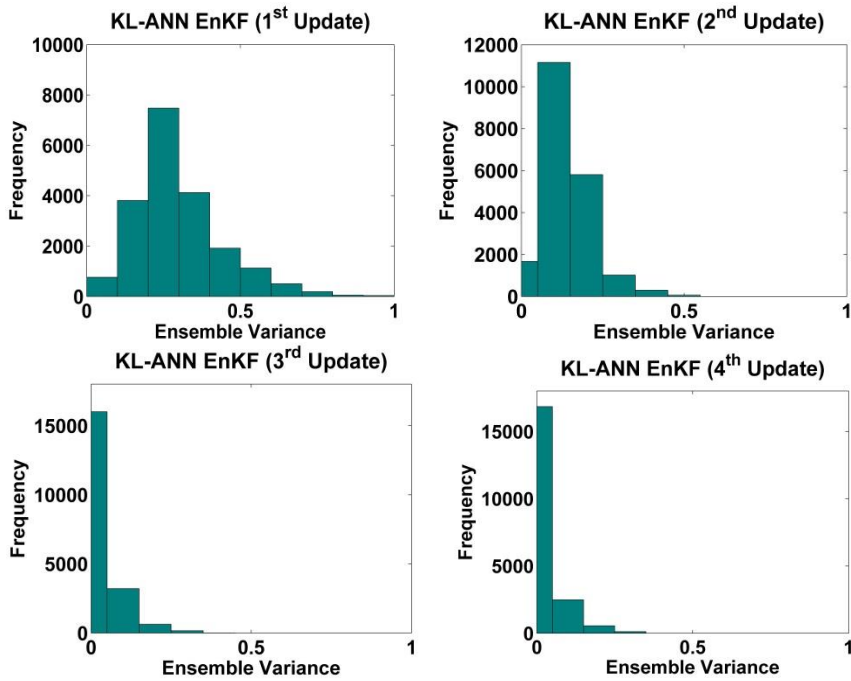 KL-ANN EnKF (1st Update)
10000
8000
6000
4000
2000
0
Frequency
0 0.5 1
Ensemble Variance
KL-ANN EnKF (2nd Update)
12000
10000
8000
6000
4000
2000
0
Frequency
0 0.5 1
Ensemble Variance
KL-ANN EnKF (3rd Update)
15000
10000
5000
0
Frequency
0 0.5 1
Ensemble Variance
KL-ANN EnKF (4th Update)
15000
10000
5000
0
Frequency
0 0.5 1
Ensemble Variance